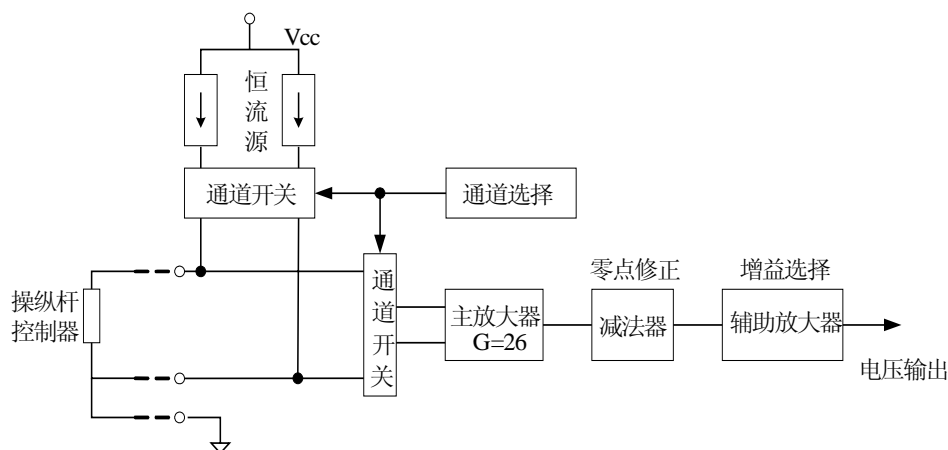 Vcc
恒流源
通道开关
通道选择
通道开关
操纵杆
控制器
主放大器
G=26
零点修正
减法器
增益选择
辅助放大器
电压输出